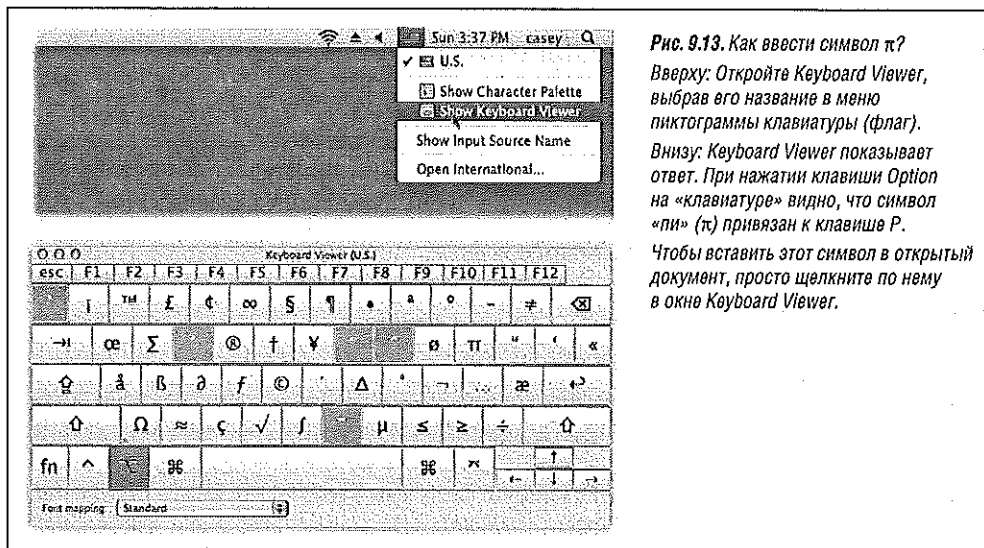 Sun 3:37 PM casey
✓ U.S.
Show Character Palette
Show Keyboard Viewer
Show Input Source Name
Open International...
Рис. 9.13. Как ввести символ π?
Вверху: Откройте Keyboard Viewer,
выбрав его название в меню
пиктограммы клавиатуры (флаг).
Внизу: Keyboard Viewer показывает
ответ. При нажатии клавиши Option
на «клавиатуре» видно, что символ
«пи» (π) привязан к клавише P.
Чтобы вставить этот символ в открытый
документ, просто щелкните по нему
в окне Keyboard Viewer.
Keyboard Viewer (U.S.)
esc F1 F2 F3 F4 F5 F6 F7 F8 F9 F10 F11 F12
¡ ™ £ ¢ ∞ § ¶ • ª º – ≠
œ ∑ ® † ¥ ø π “ ‘ «
å ß ∂ ƒ © ˙ ∆ ˚ ¬ … æ
Ω ≈ ç √ ∫ µ ≤ ≥ ÷
fn ^ ⌥ ⌘ ⌘ ⌤ ↑
← ↓ →
Font mapping: Standard